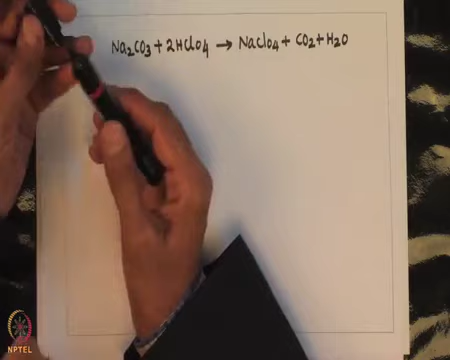 Na₂CO₃ + 2HClO₄ → NaClO₄ + CO₂ + H₂O
NPTEL